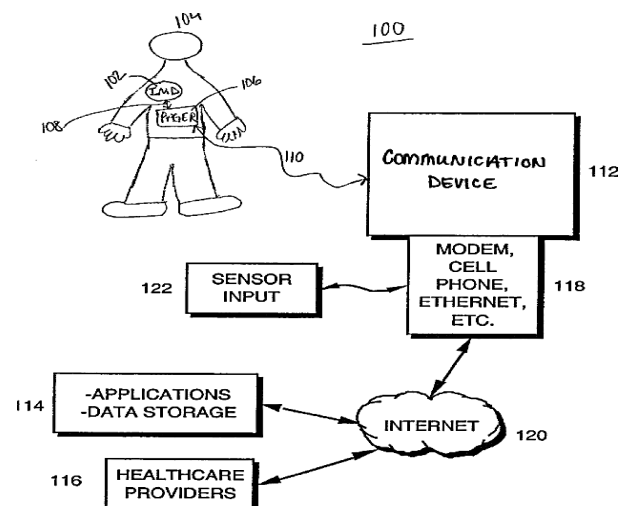 104
100
102
IMD
106
108
PAGER
110
COMMUNICATION
DEVICE
112
MODEM,
CELL
PHONE,
ETHERNET,
ETC.
118
122
SENSOR
INPUT
114
-APPLICATIONS
-DATA STORAGE
INTERNET
120
116
HEALTHCARE
PROVIDERS